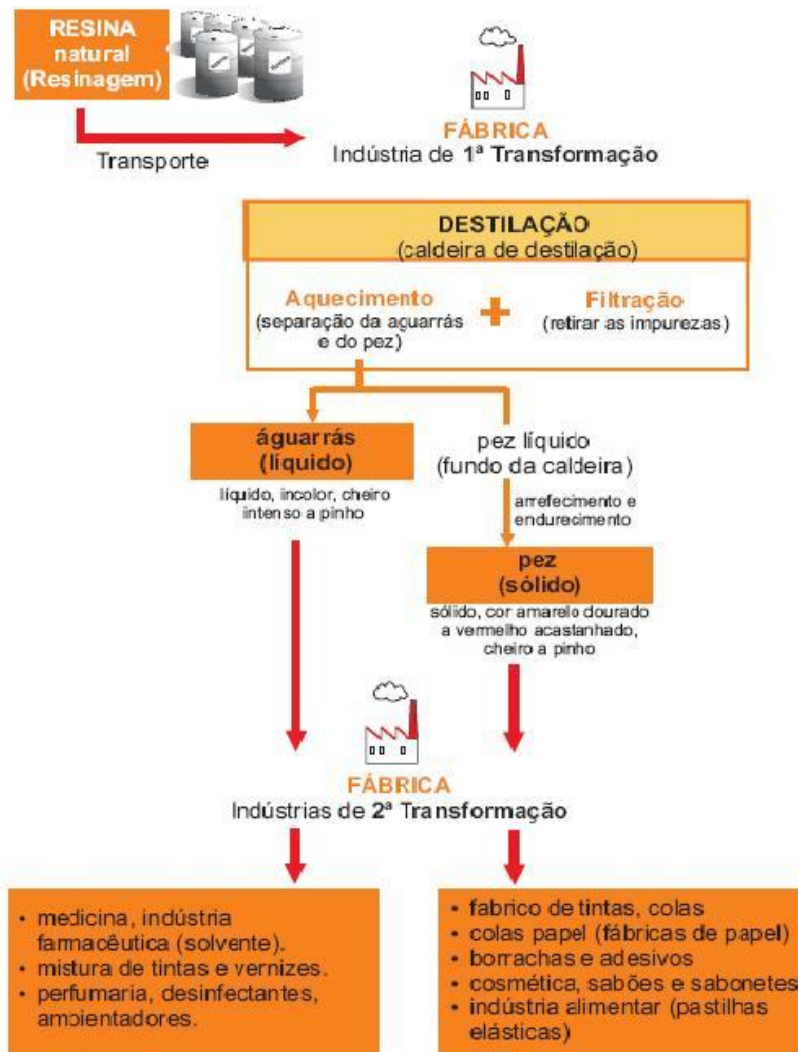 RESINA
natural
(Resinagem)
Transporte
FÁBRICA
Indústria de 1ª Transformação
DESTILAÇÃO
(caldeira de destilação)
Aquecimento
(separação da aguarrás
e do pez)
+
Filtração
(retirar as impurezas)
águarrás
(líquido)
líquido, incolor, cheiro
intenso a pinho
pez líquido
(fundo da caldeira)
arrefecimento e
endurecimento
pez
(sólido)
sólido, cor amarelo dourado
a vermelho acastanhado,
cheiro a pinho
FÁBRICA
Indústrias de 2ª Transformação
• medicina, indústria
farmacêutica (solvente).
• mistura de tintas e vernizes.
• perfumaria, desinfectantes,
ambientadores.
• fabrico de tintas, colas
• colas papel (fábricas de papel)
• borrachas e adesivos
• cosmética, sabões e sabonetes
• indústria alimentar (pastilhas
elásticas)